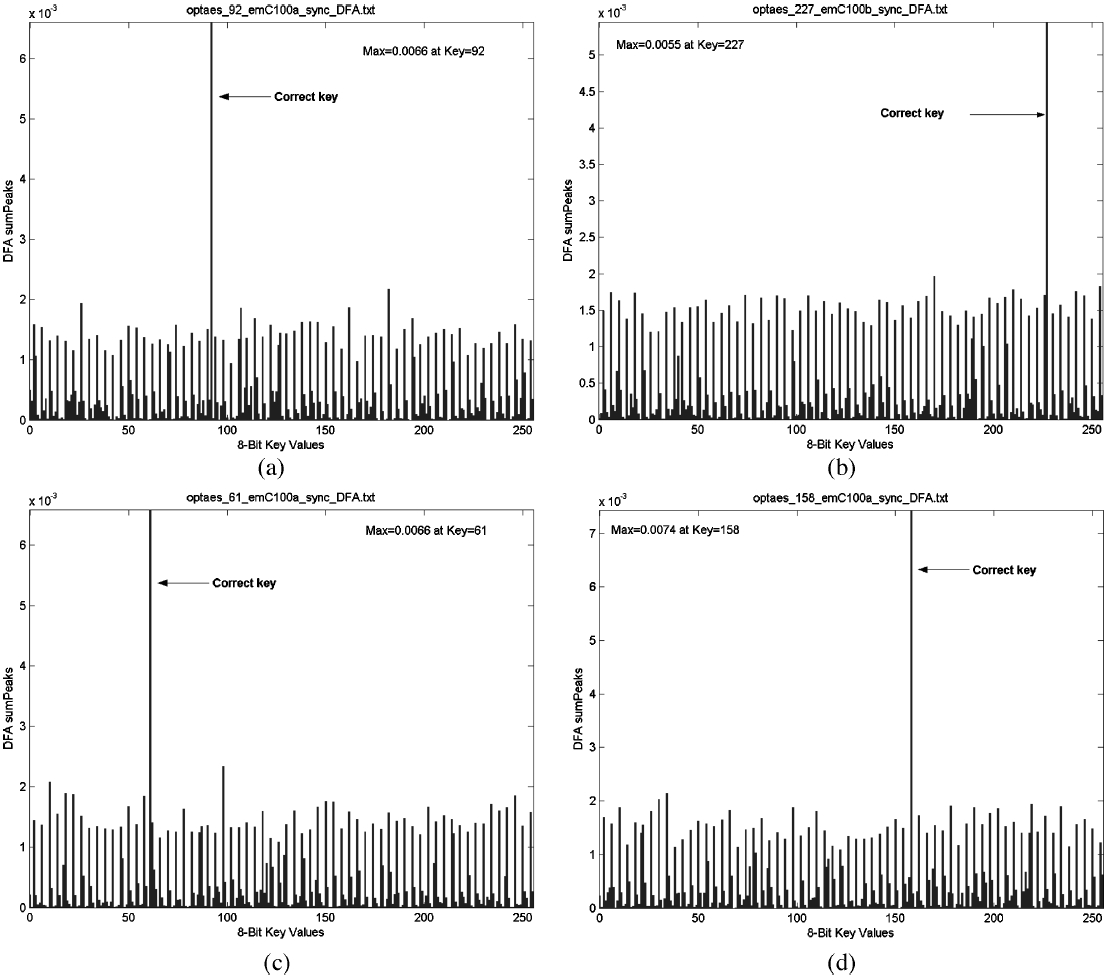 optaes_92_emC100a_sync_DFA.txt
x 10⁻³
Max=0.0066 at Key=92
Correct key
DFA sumPeaks
6
5
4
3
2
1
0
0 50 100 150 200 250
8-Bit Key Values
(a)
optaes_227_emC100b_sync_DFA.txt
x 10⁻³
Max=0.0055 at Key=227
Correct key
DFA sumPeaks
5
4.5
4
3.5
3
2.5
2
1.5
1
0.5
0
0 50 100 150 200 250
8-Bit Key Values
(b)
optaes_61_emC100a_sync_DFA.txt
x 10⁻³
Max=0.0066 at Key=61
Correct key
DFA sumPeaks
6
5
4
3
2
1
0
0 50 100 150 200 250
8-Bit Key Values
(c)
optaes_158_emC100a_sync_DFA.txt
x 10⁻³
Max=0.0074 at Key=158
Correct key
DFA sumPeaks
7
6
5
4
3
2
1
0
0 50 100 150 200 250
8-Bit Key Values
(d)